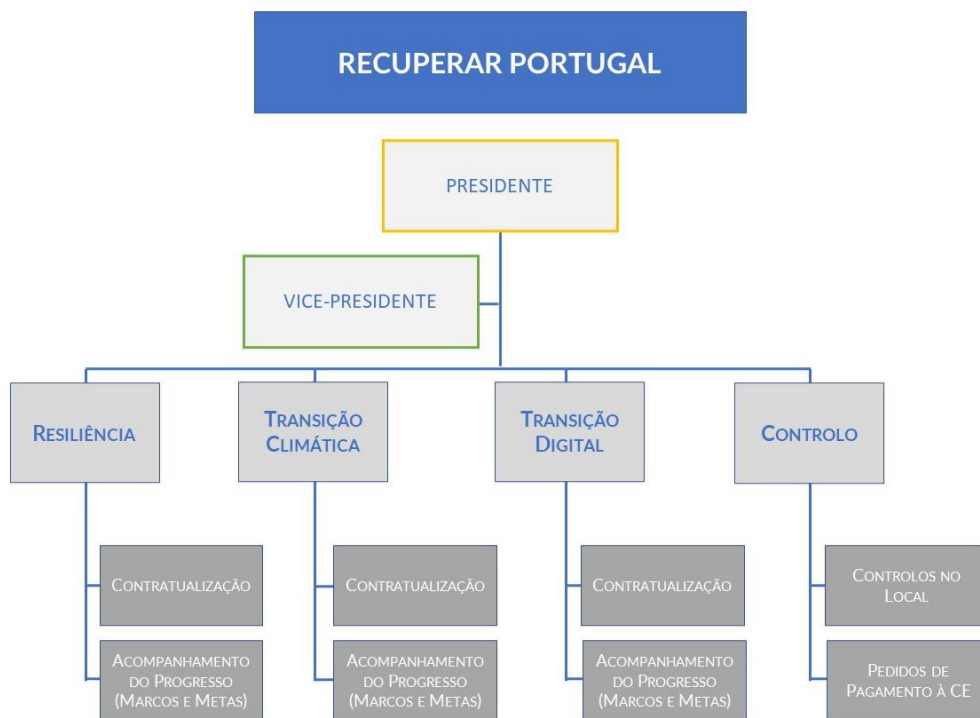 RECUPERAR PORTUGAL
PRESIDENTE
VICE-PRESIDENTE
RESILIÊNCIA
TRANSIÇÃO
CLIMÁTICA
TRANSIÇÃO
DIGITAL
CONTROLO
CONTRATUALIZAÇÃO
CONTRATUALIZAÇÃO
CONTRATUALIZAÇÃO
CONTROLOS NO
LOCAL
ACOMPANHAMENTO
DO PROGRESSO
(MARCOS E METAS)
ACOMPANHAMENTO
DO PROGRESSO
(MARCOS E METAS)
ACOMPANHAMENTO
DO PROGRESSO
(MARCOS E METAS)
PEDIDOS DE
PAGAMENTO À CE